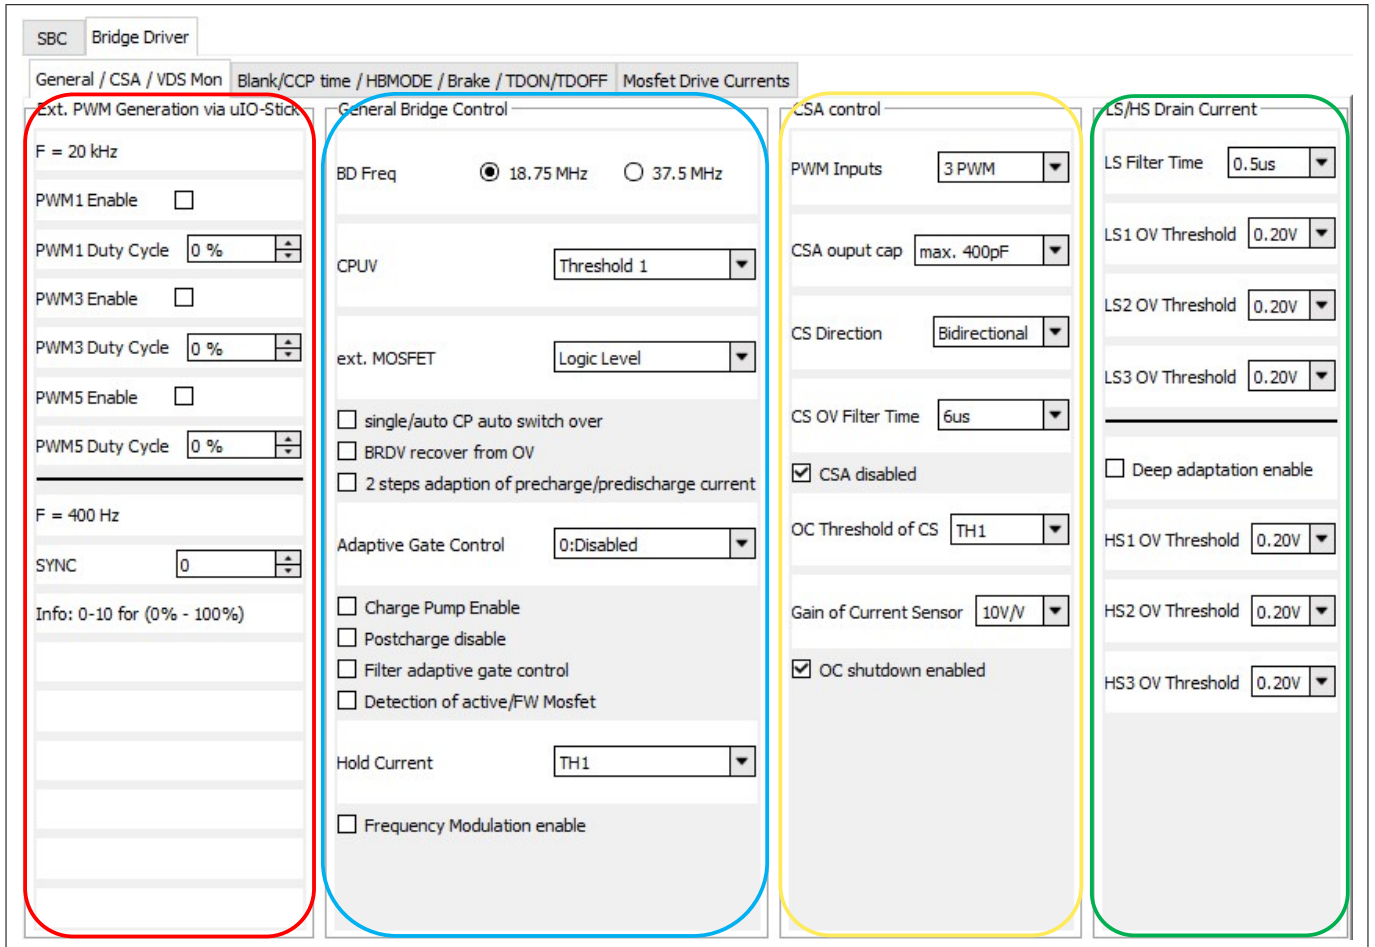 SBC Bridge Driver
General / CSA / VDS Mon Blank/CCP time / HBMODE / Brake / TDON/TDOFF Mosfet Drive Currents
Ext. PWM Generation via uIO-Stick
F = 20 kHz
PWM1 Enable
PWM1 Duty Cycle 0 %
PWM3 Enable
PWM3 Duty Cycle 0 %
PWM5 Enable
PWM5 Duty Cycle 0 %
F = 400 Hz
SYNC 0
Info: 0-10 for (0% - 100%)
General Bridge Control
BD Freq 18.75 MHz 37.5 MHz
CPUV Threshold 1
ext. MOSFET Logic Level
single/auto CP auto switch over
BRDV recover from OV
2 steps adaption of precharge/predischarge current
Adaptive Gate Control 0:Disabled
Charge Pump Enable
Postcharge disable
Filter adaptive gate control
Detection of active/FW Mosfet
Hold Current TH1
Frequency Modulation enable
CSA control
PWM Inputs 3 PWM
CSA ouput cap max. 400pF
CS Direction Bidirectional
CS OV Filter Time 6us
CSA disabled
OC Threshold of CS TH1
Gain of Current Sensor 10V/V
OC shutdown enabled
LS/HS Drain Current
LS Filter Time 0.5us
LS1 OV Threshold 0.20V
LS2 OV Threshold 0.20V
LS3 OV Threshold 0.20V
Deep adaptation enable
HS1 OV Threshold 0.20V
HS2 OV Threshold 0.20V
HS3 OV Threshold 0.20V